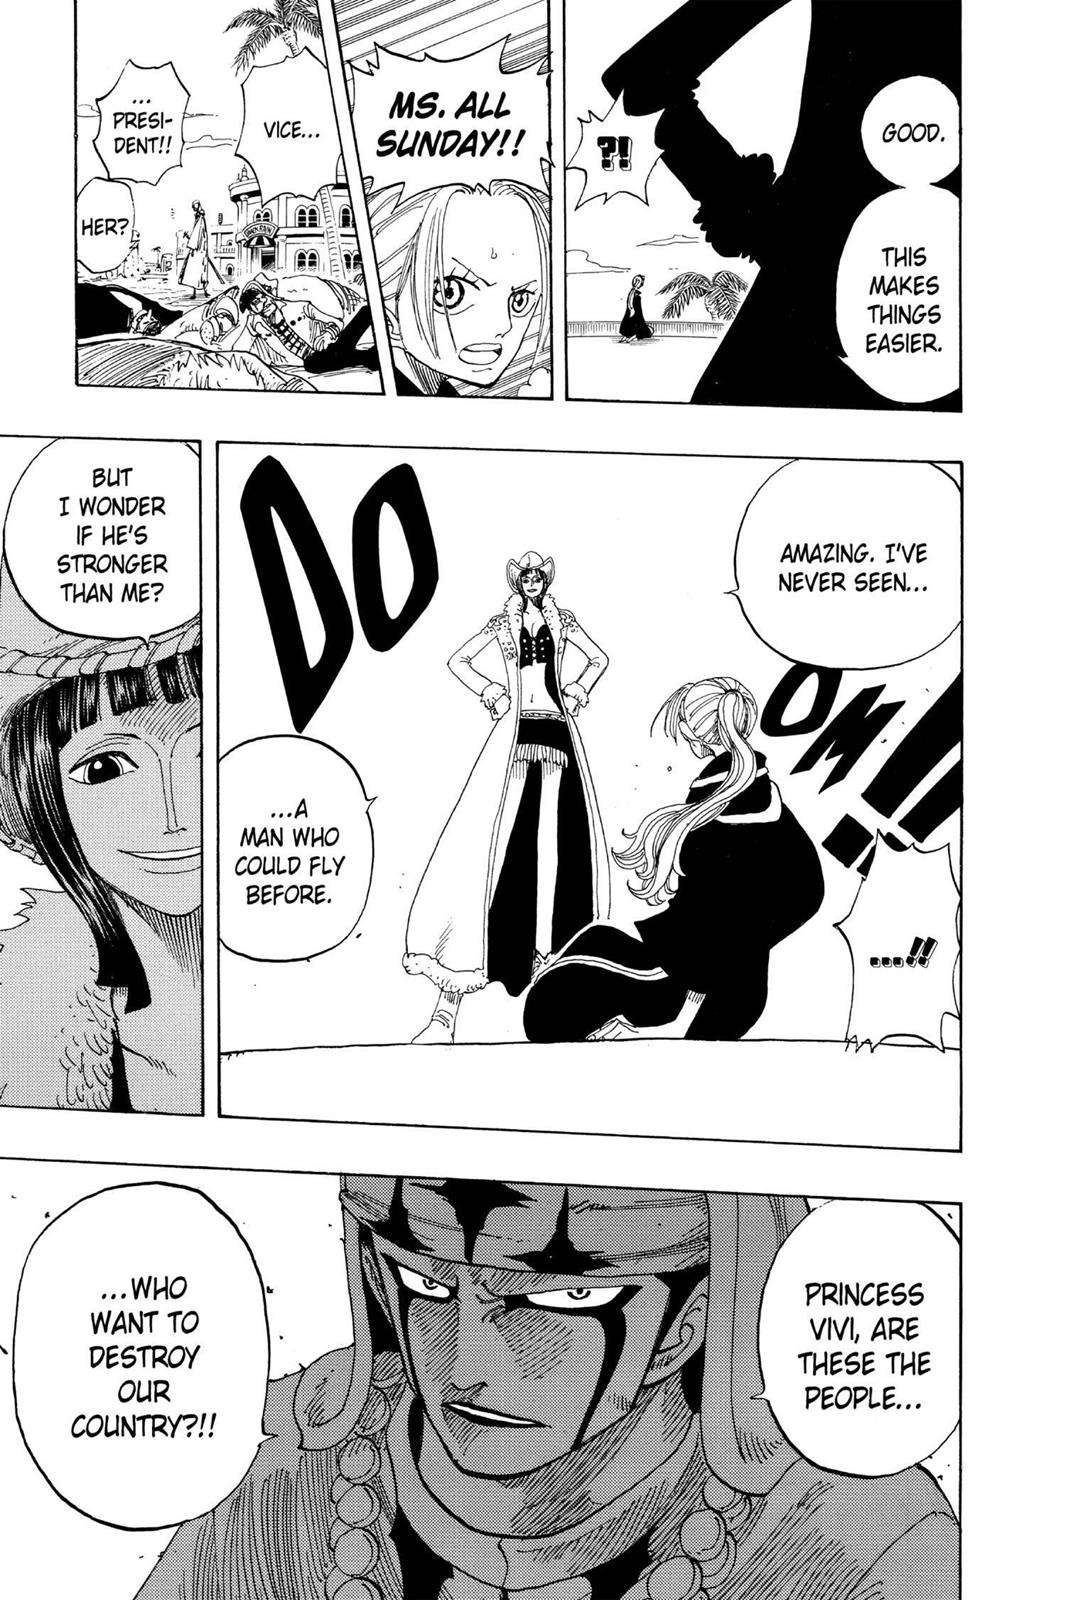 GOOD.
THIS
MAKES
THINGS
EASIER.
?!
MS. ALL
SUNDAY!!
VICE...
...
PRESI-
DENT!!
HER?
AMAZING. I'VE
NEVER SEEN...
DO
OM!!
....!!
...A
MAN WHO
COULD FLY
BEFORE.
BUT
I WONDER
IF HE'S
STRONGER
THAN ME?
PRINCESS
VIVI, ARE
THESE THE
PEOPLE...
...WHO
WANT TO
DESTROY
OUR
COUNTRY?!!